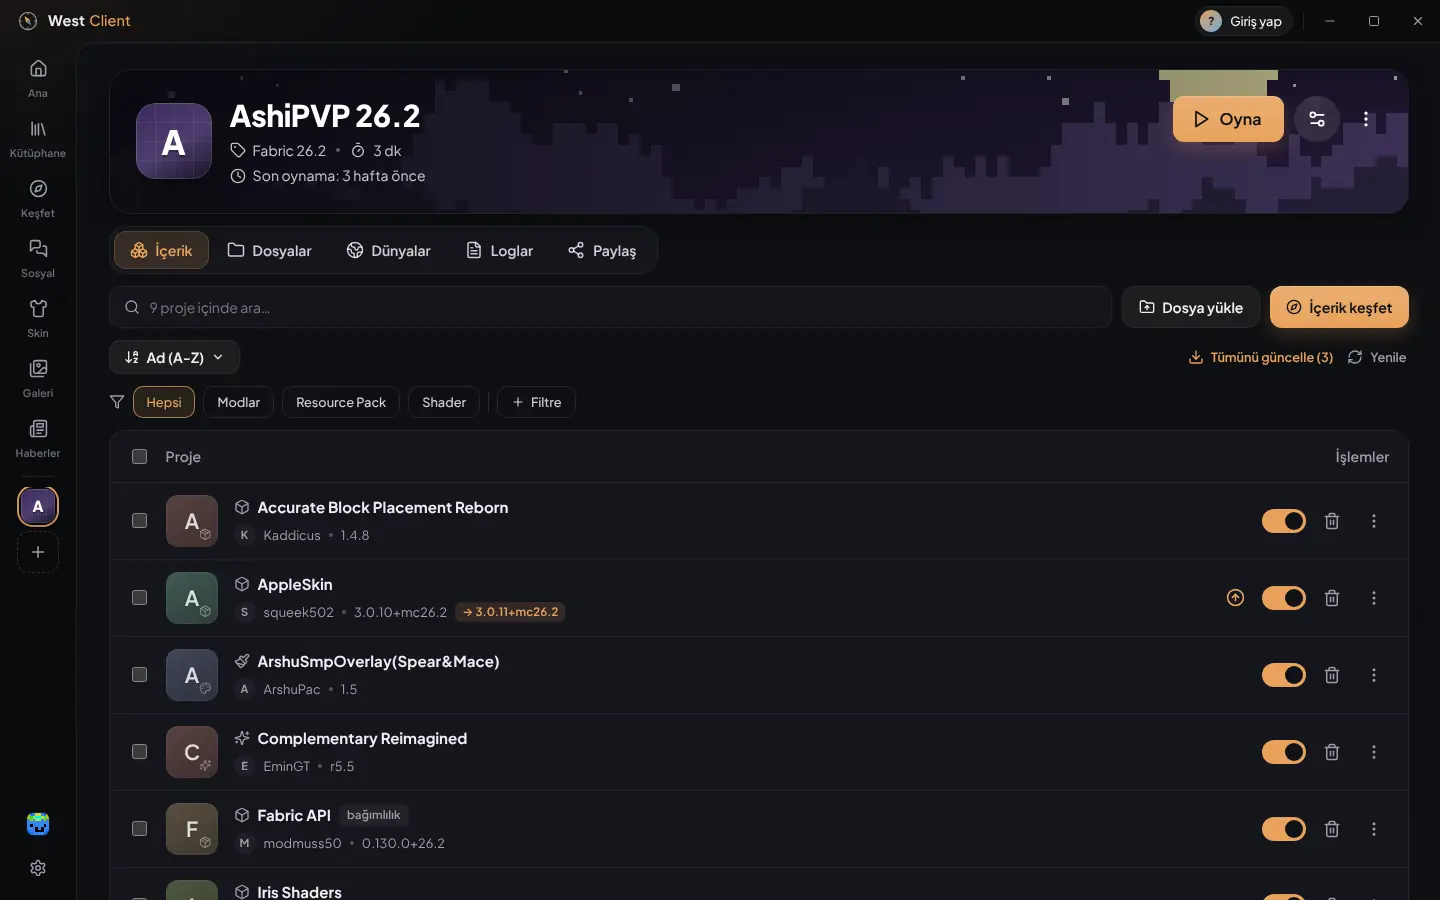 West Client
? Giriş yap
Ana
Kütüphane
Keşfet
Sosyal
Skin
Galeri
Haberler
A
A
AshiPVP 26.2
Fabric 26.2 • 3 dk
Son oynama: 3 hafta önce
Oyna
İçerik
Dosyalar
Dünyalar
Loglar
Paylaş
9 proje içinde ara...
Dosya yükle
İçerik keşfet
Ad (A-Z)
Tümünü güncelle (3)
Yenile
Hepsi
Modlar
Resource Pack
Shader
+ Filtre
Proje
İşlemler
A
Accurate Block Placement Reborn
K Kaddicus • 1.4.8
A
AppleSkin
S squeek502 • 3.0.10+mc26.2 → 3.0.11+mc26.2
A
ArshuSmpOverlay(Spear&Mace)
A ArshuPac • 1.5
C
Complementary Reimagined
E EminGT • r5.5
F
Fabric API bağımlılık
M modmuss50 • 0.130.0+26.2
Iris Shaders